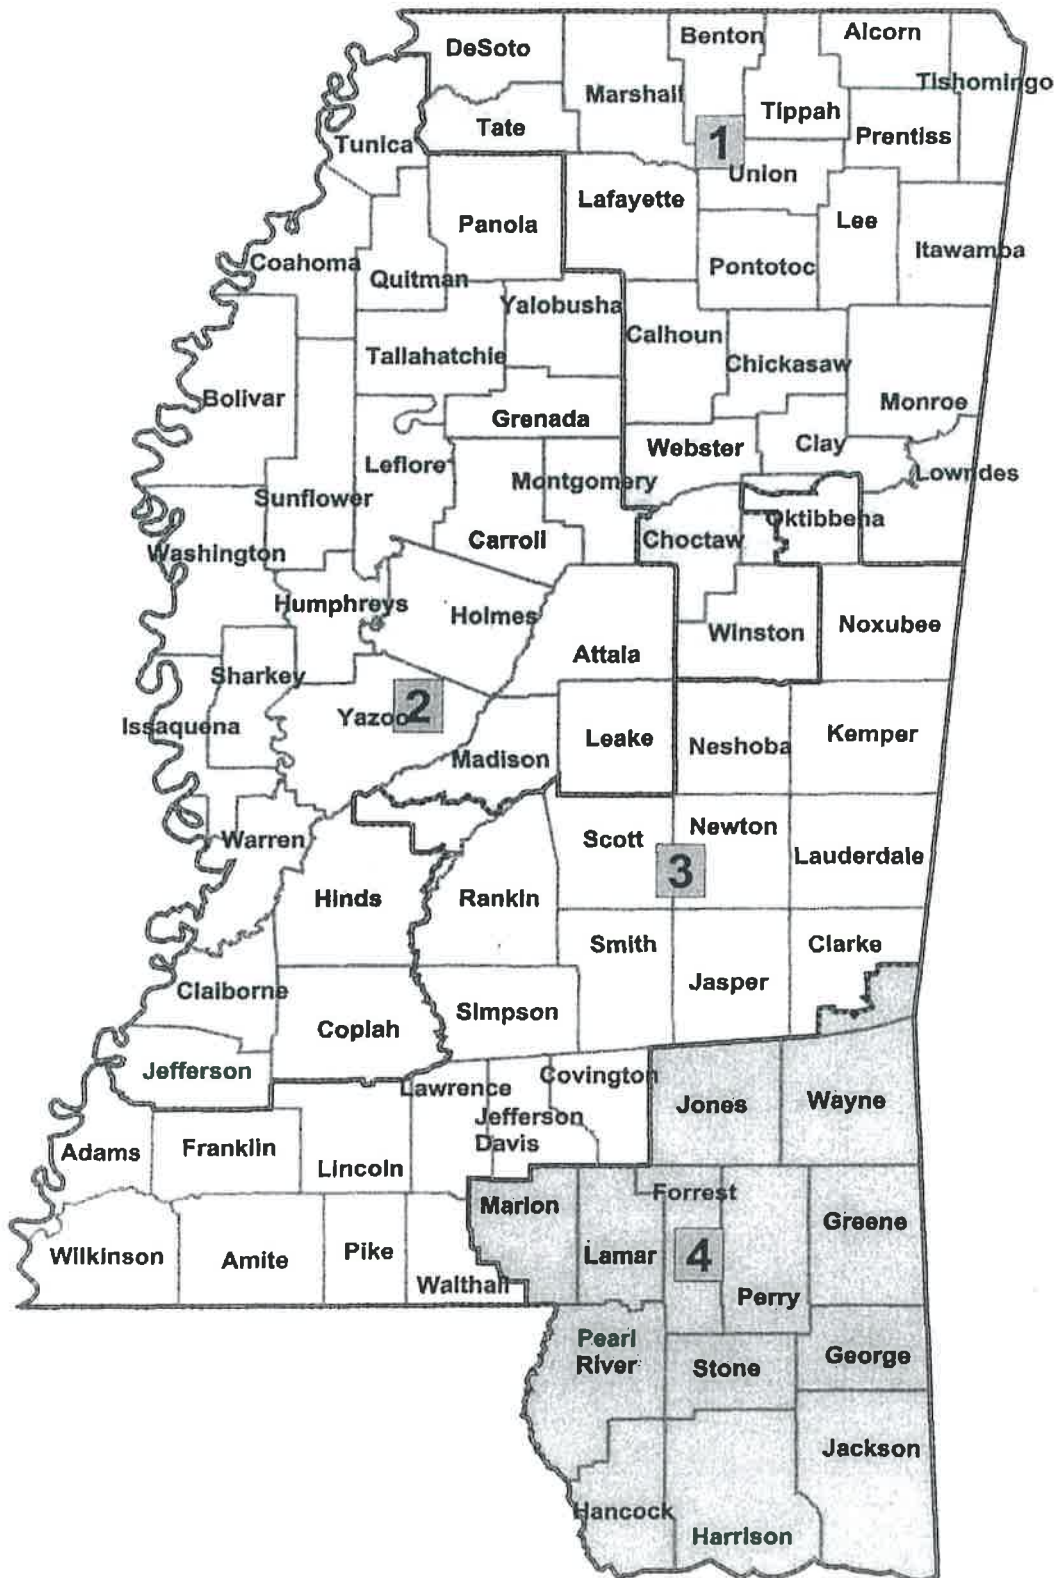 Benton
Alcorn
DeSoto
Tishomingo
Marshall
Tippah
Tate
Prentiss
Tunica
1
Union
Lafayette
Lee
Panola
Itawamba
Coahoma
Pontotoc
Quitman
Yalobusha
Calhoun
Tallahatchie
Chickasaw
Bolivar
Monroe
Grenada
Webster
Clay
Leflore
Lowndes
Montgomery
Sunflower
Oktibbeha
Carroll
Choctaw
Washington
Humphreys
Holmes
Noxubee
Winston
Attala
Sharkey
2
Yazoo
Issaquena
Kemper
Leake
Neshoba
Madison
Newton
Scott
Warren
Lauderdale
3
Hinds
Rankin
Smith
Clarke
Jasper
Claiborne
Simpson
Copiah
Jefferson
Covington
Lawrence
Jones
Wayne
Jefferson
Davis
Franklin
Adams
Lincoln
Forrest
Marion
Greene
Pike
Lamar
4
Wilkinson
Amite
Walthall
Perry
Pearl
River
George
Stone
Jackson
Hancock
Harrison